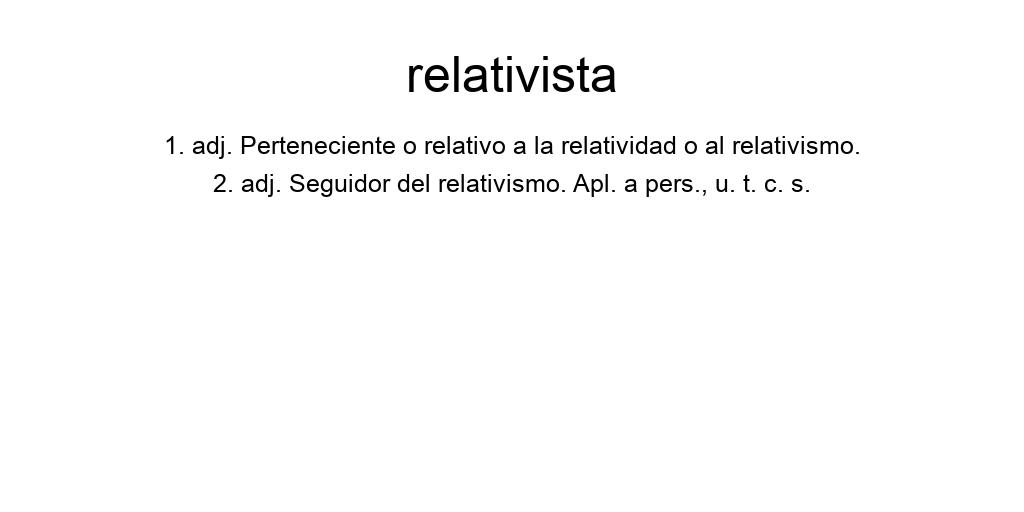 relativista
1. adj. Perteneciente o relativo a la relatividad o al relativismo.
2. adj. Seguidor del relativismo. Apl. a pers., u. t. c. s.